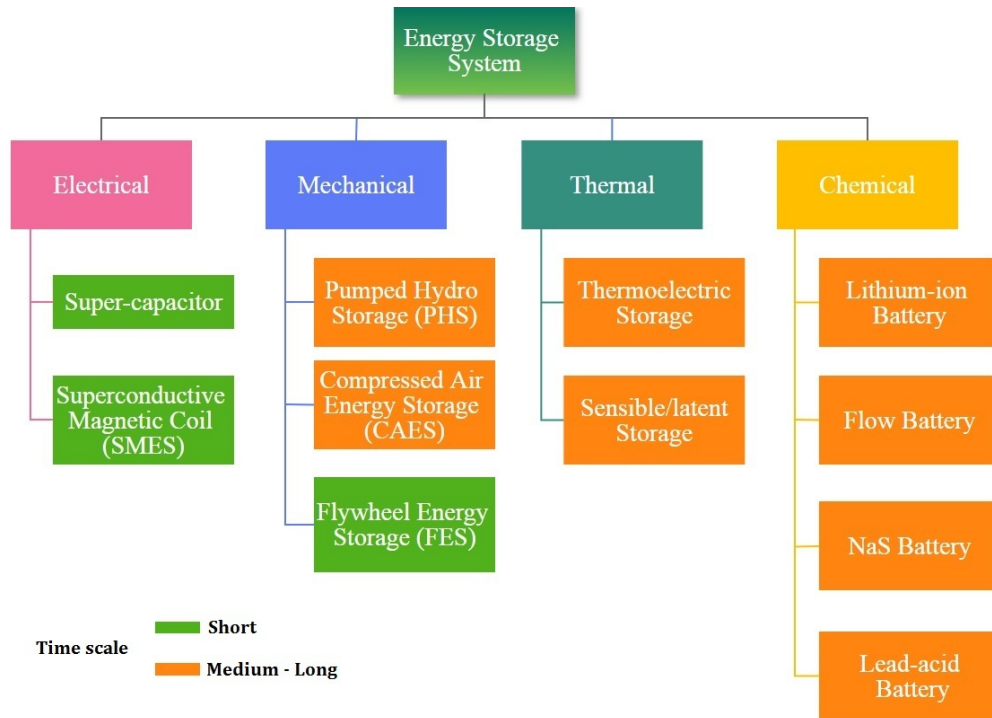 Energy Storage
System
Electrical
Mechanical
Thermal
Chemical
Super-capacitor
Superconductive
Magnetic Coil
(SMES)
Pumped Hydro
Storage (PHS)
Compressed Air
Energy Storage
(CAES)
Flywheel Energy
Storage (FES)
Thermoelectric
Storage
Sensible/latent
Storage
Lithium-ion
Battery
Flow Battery
NaS Battery
Lead-acid
Battery
Time scale
Short
Medium - Long